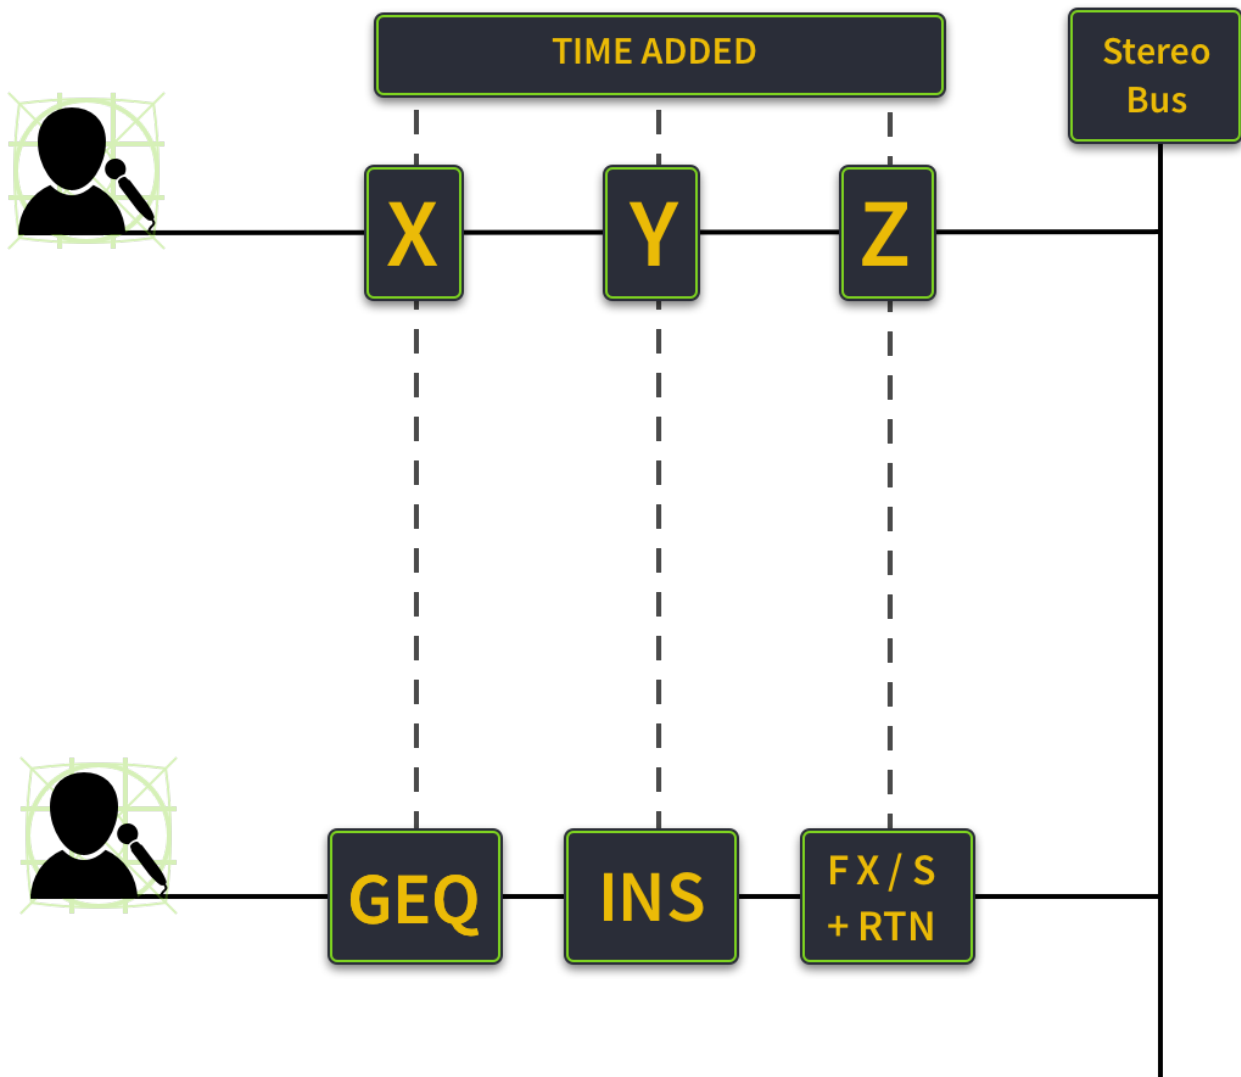 TIME ADDED
Stereo
Bus
X
Y
Z
GEQ
INS
FX/S
+ RTN